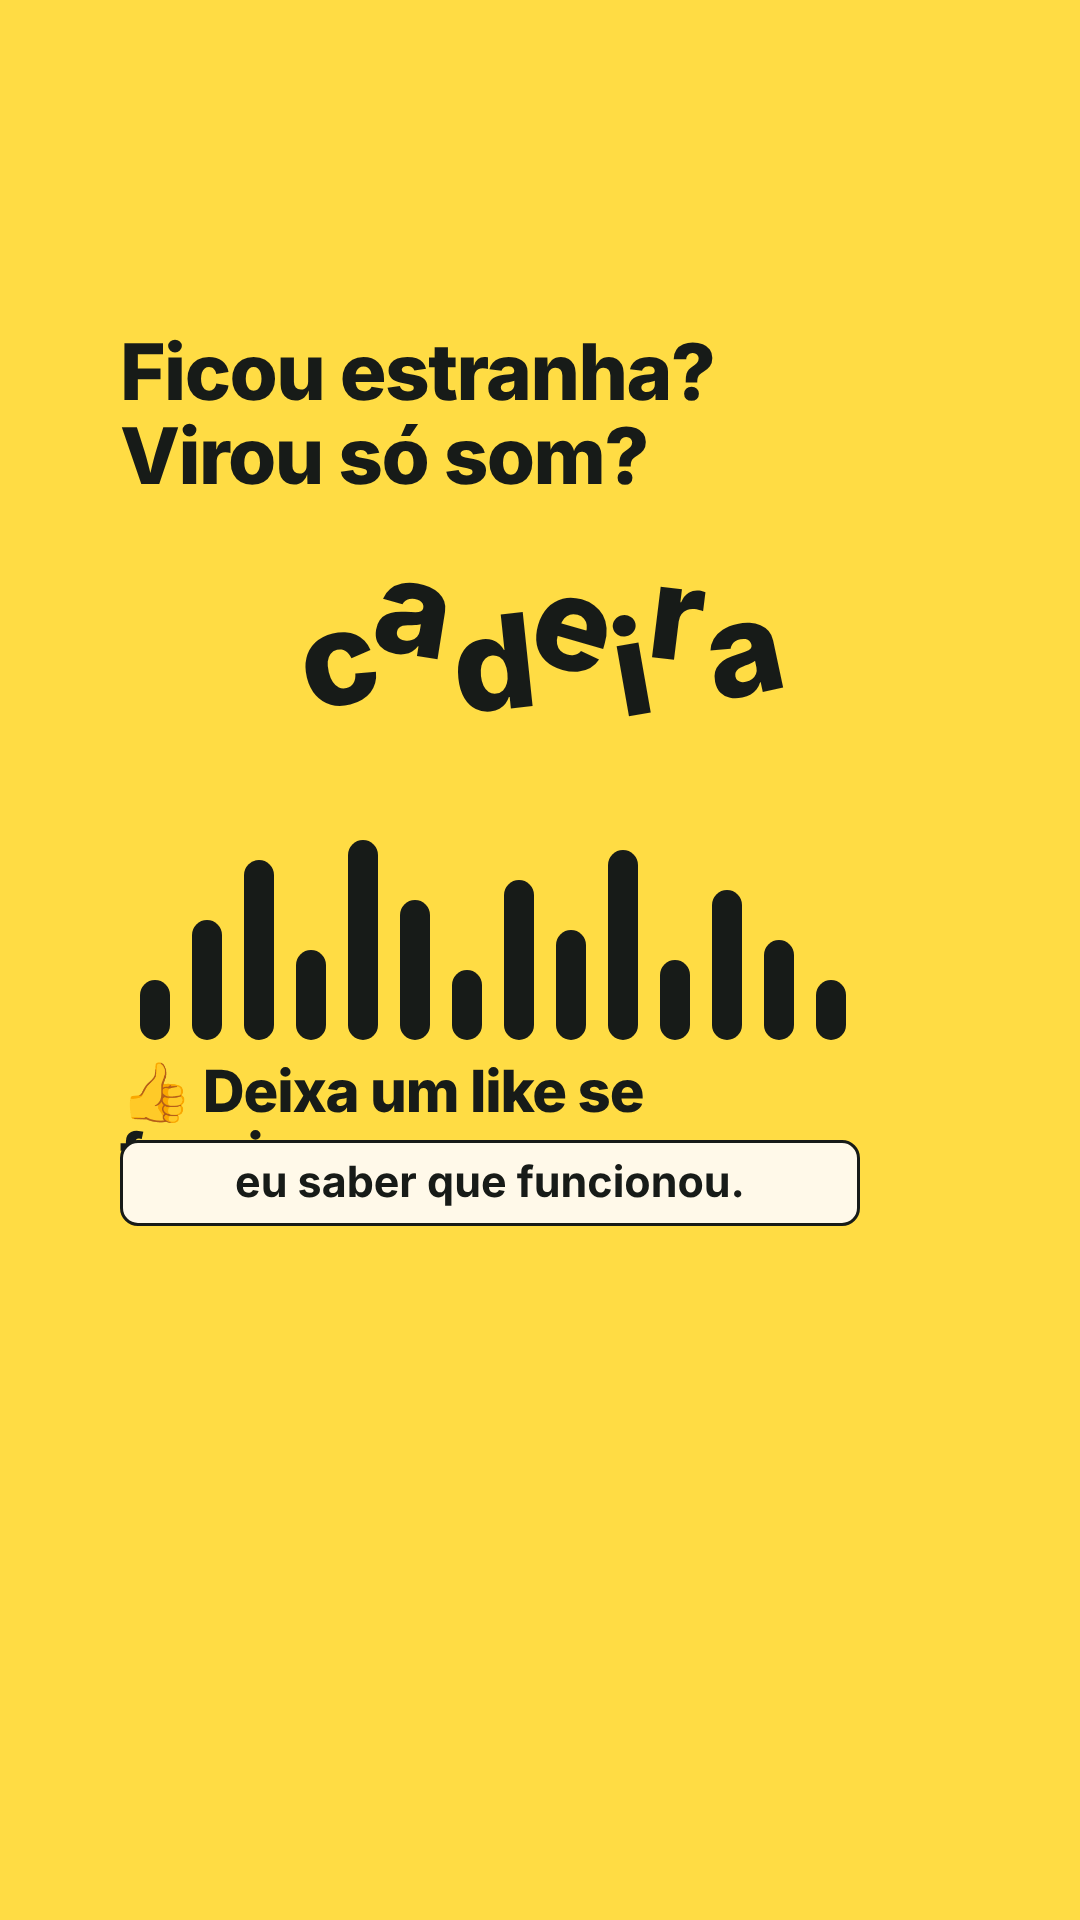 Ficou estranha?
Virou só som?
cadeira
👍 Deixa um like se
eu saber que funcionou.